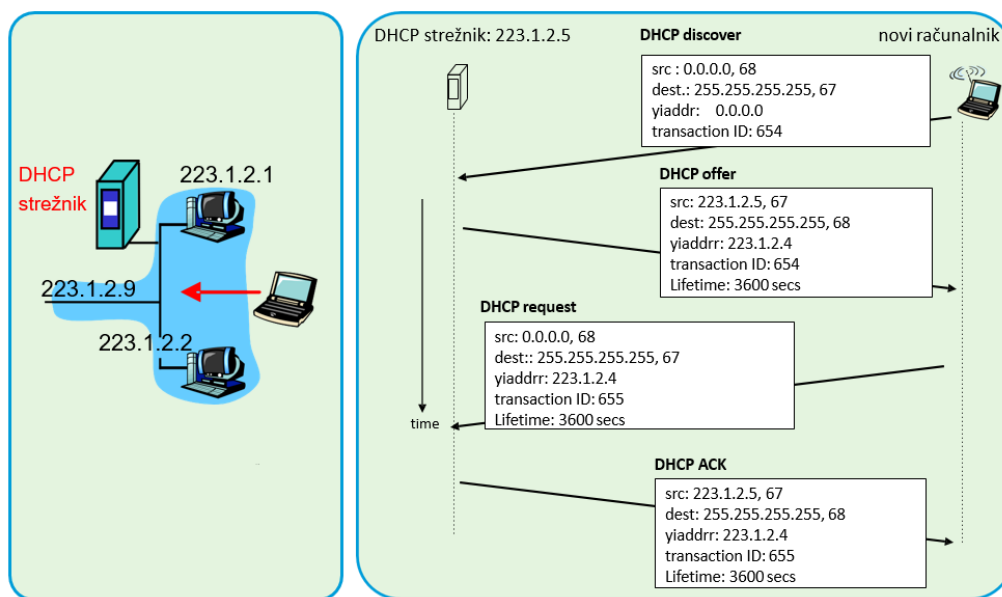 DHCP
strežnik
223.1.2.1
223.1.2.9
223.1.2.2
DHCP strežnik: 223.1.2.5
DHCP discover
novi računalnik
src : 0.0.0.0, 68
dest.: 255.255.255.255, 67
yiaddr: 0.0.0.0
transaction ID: 654
DHCP offer
src: 223.1.2.5, 67
dest: 255.255.255.255, 68
yiaddrr: 223.1.2.4
transaction ID: 654
Lifetime: 3600 secs
DHCP request
src: 0.0.0.0, 68
dest:: 255.255.255.255, 67
yiaddrr: 223.1.2.4
transaction ID: 655
Lifetime: 3600 secs
time
DHCP ACK
src: 223.1.2.5, 67
dest: 255.255.255.255, 68
yiaddrr: 223.1.2.4
transaction ID: 655
Lifetime: 3600 secs